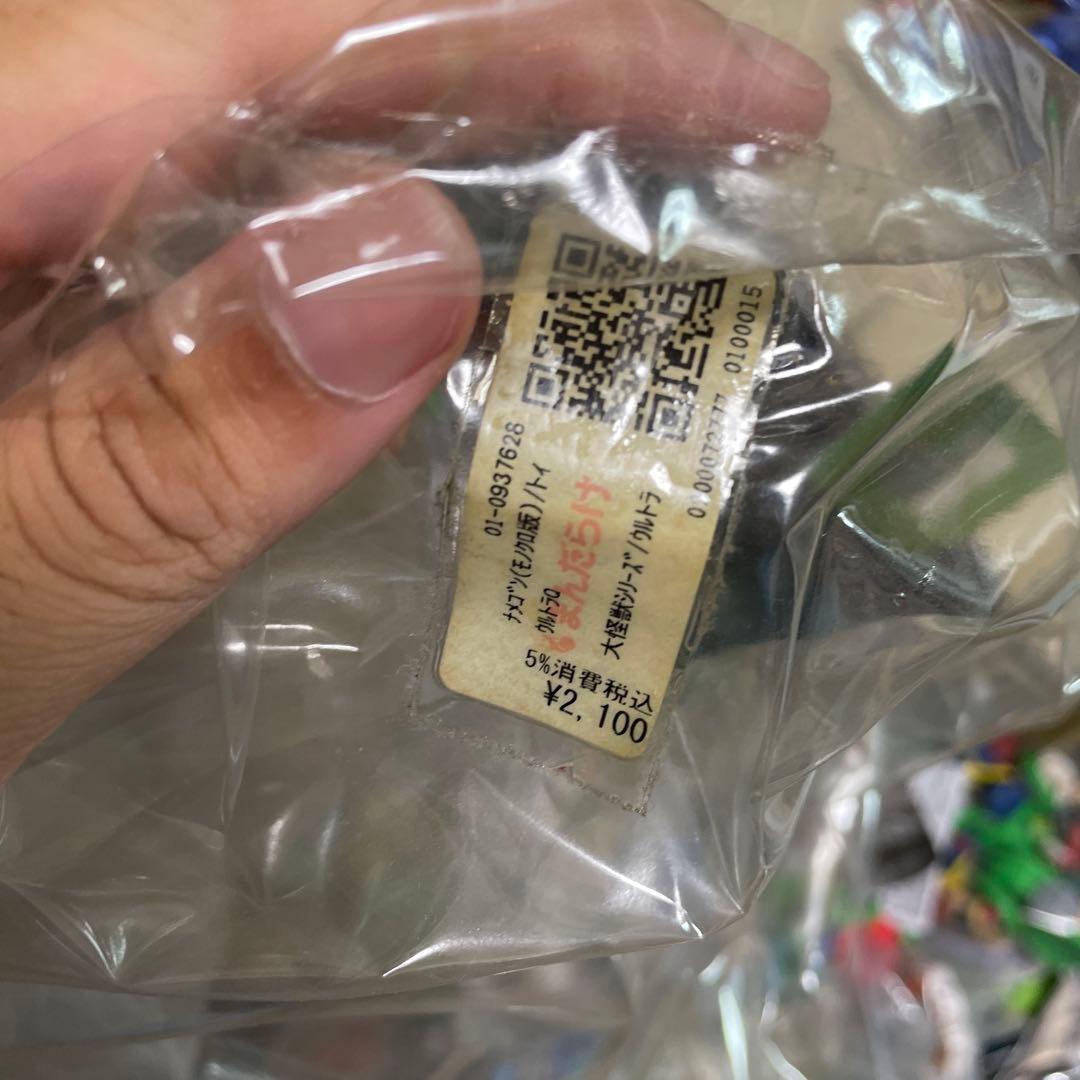 0100015
01-0937628
ﾅﾒｺﾞﾝ(ﾓﾉｸﾛ版)/ﾄｲ
ｳﾙﾄﾗQ
まんだらけ
大怪獣ｼﾘｰｽﾞ/ｳﾙﾄﾗ
5%消費税込
¥2,100